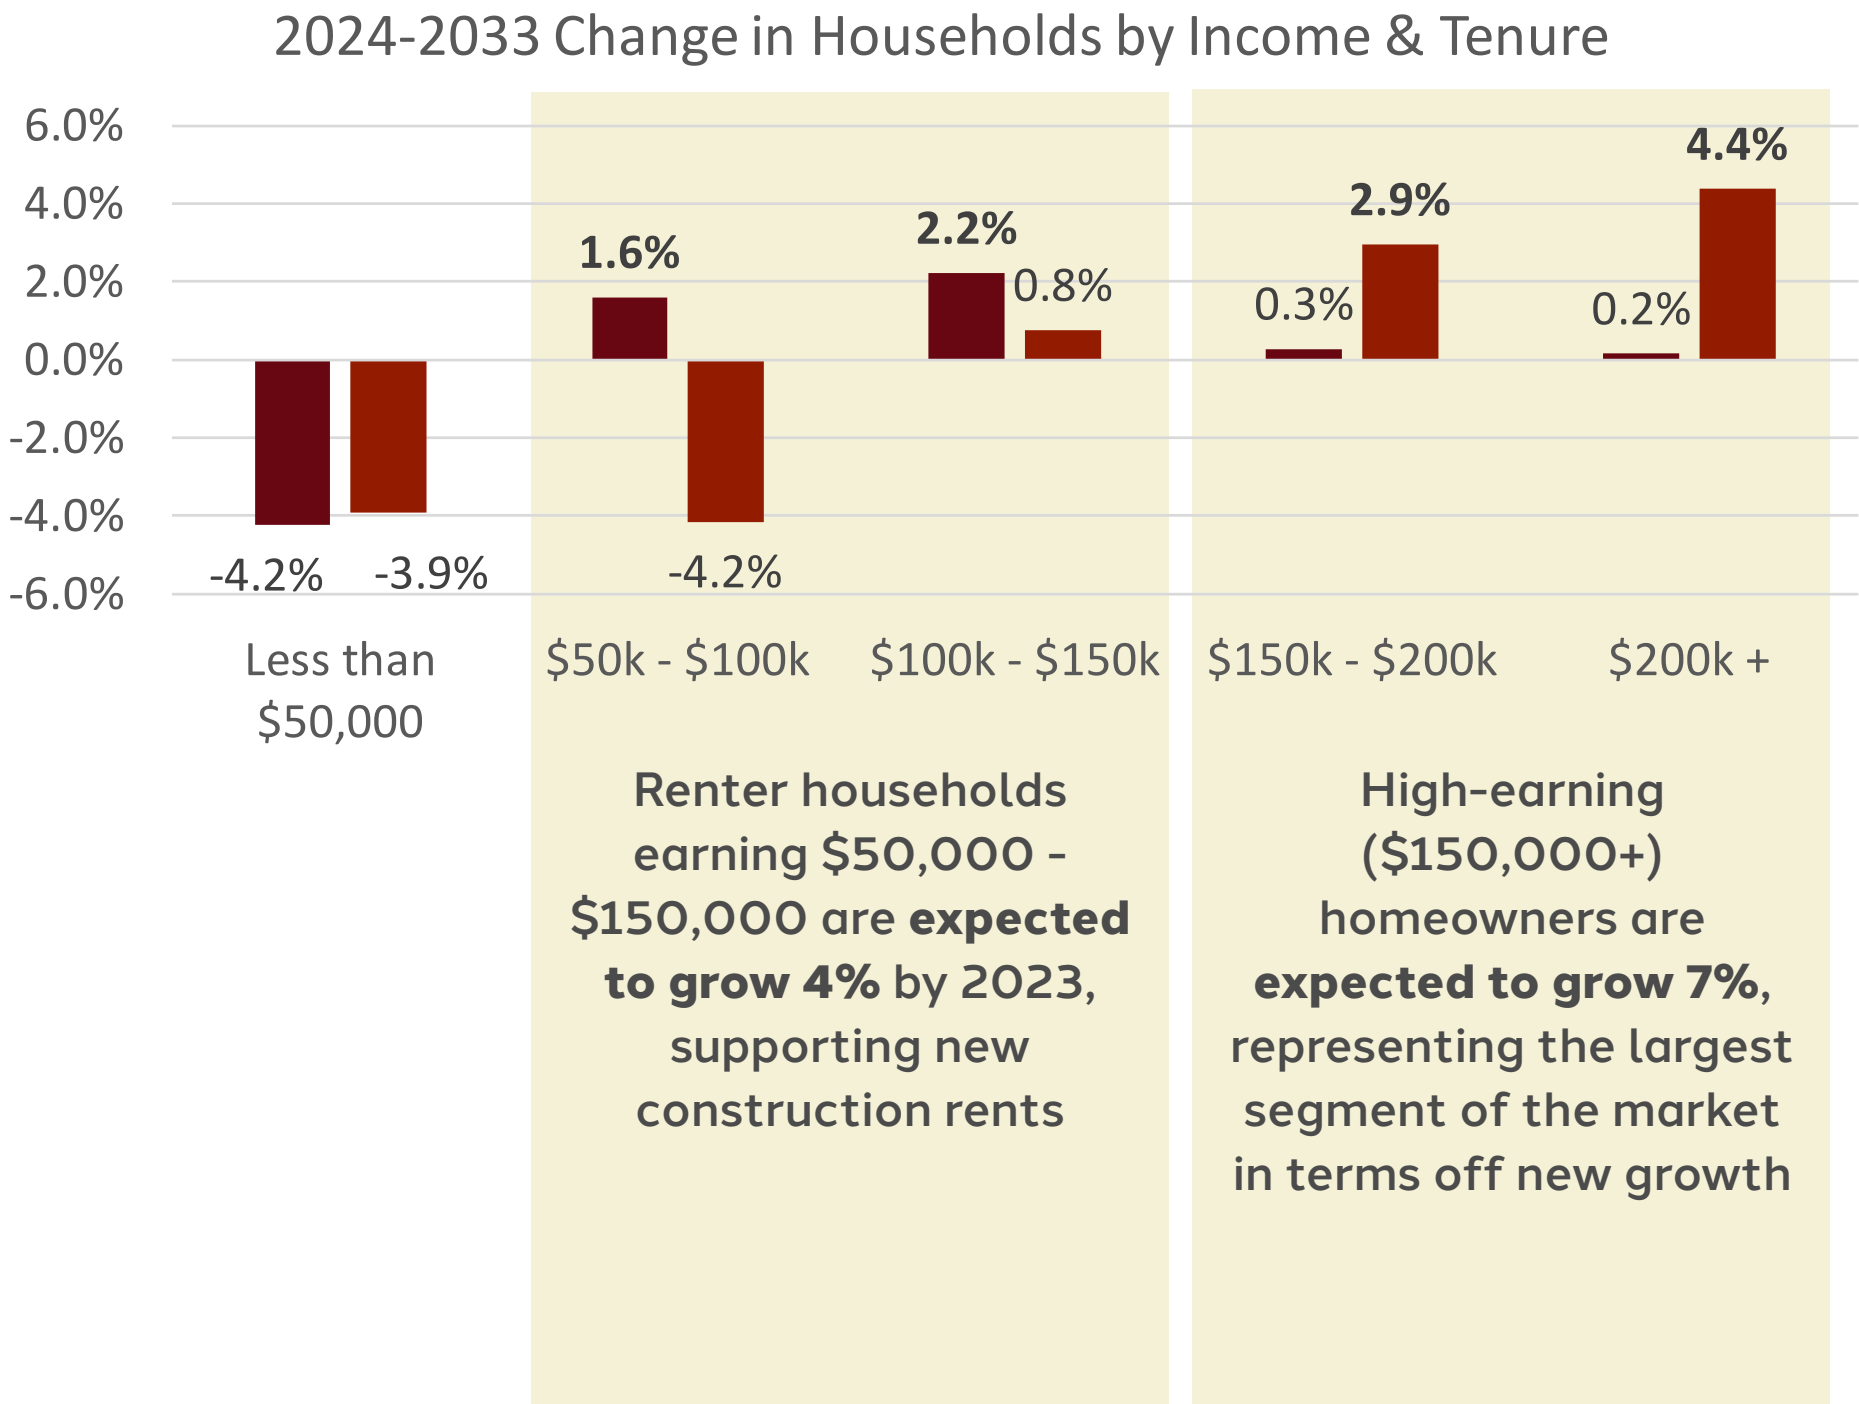 2024-2033 Change in Households by Income & Tenure
6.0%
4.0%
2.0%
0.0%
-2.0%
-4.0%
-6.0%
-4.2%
-3.9%
1.6%
-4.2%
2.2%
0.8%
0.3%
2.9%
0.2%
4.4%
Less than
$50,000
$50k - $100k
$100k - $150k
$150k - $200k
$200k +
Renter households
earning $50,000 -
$150,000 are expected
to grow 4% by 2023,
supporting new
construction rents
High-earning
($150,000+)
homeowners are
expected to grow 7%,
representing the largest
segment of the market
in terms off new growth